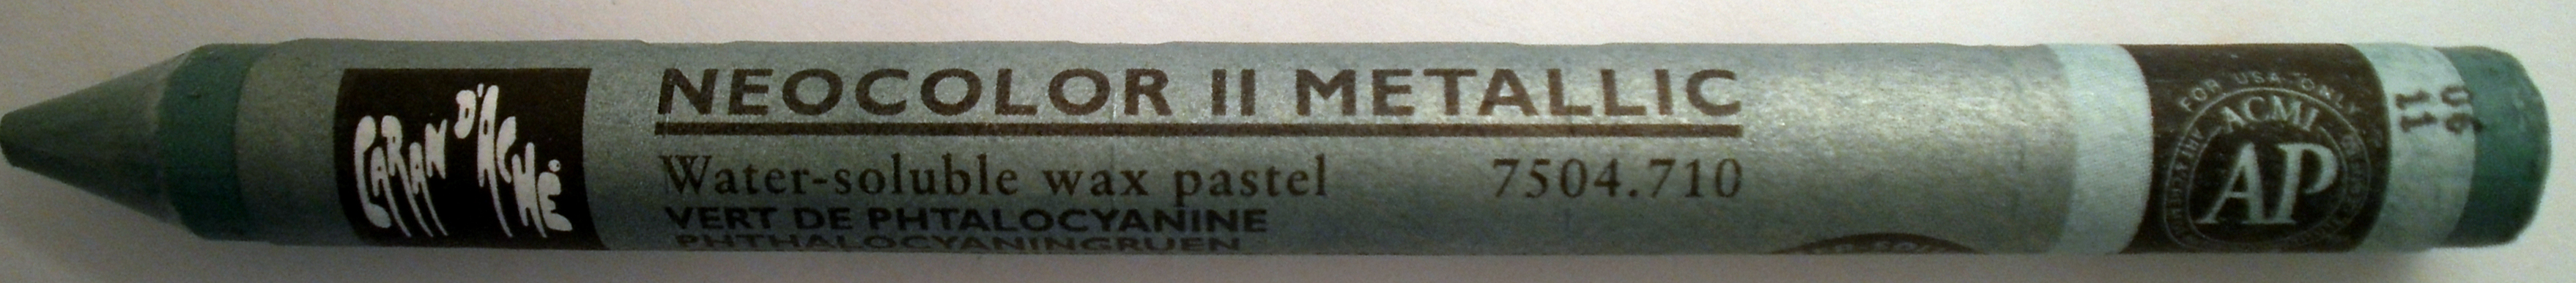 CARAN D'ACHE
NEOCOLOR II METALLIC
Water-soluble wax pastel 7504.710
VERT DE PHTALOCYANINE
PHTHALOCYANINGRUEN
FOR USA ONLY
ACMI
AP
06
11